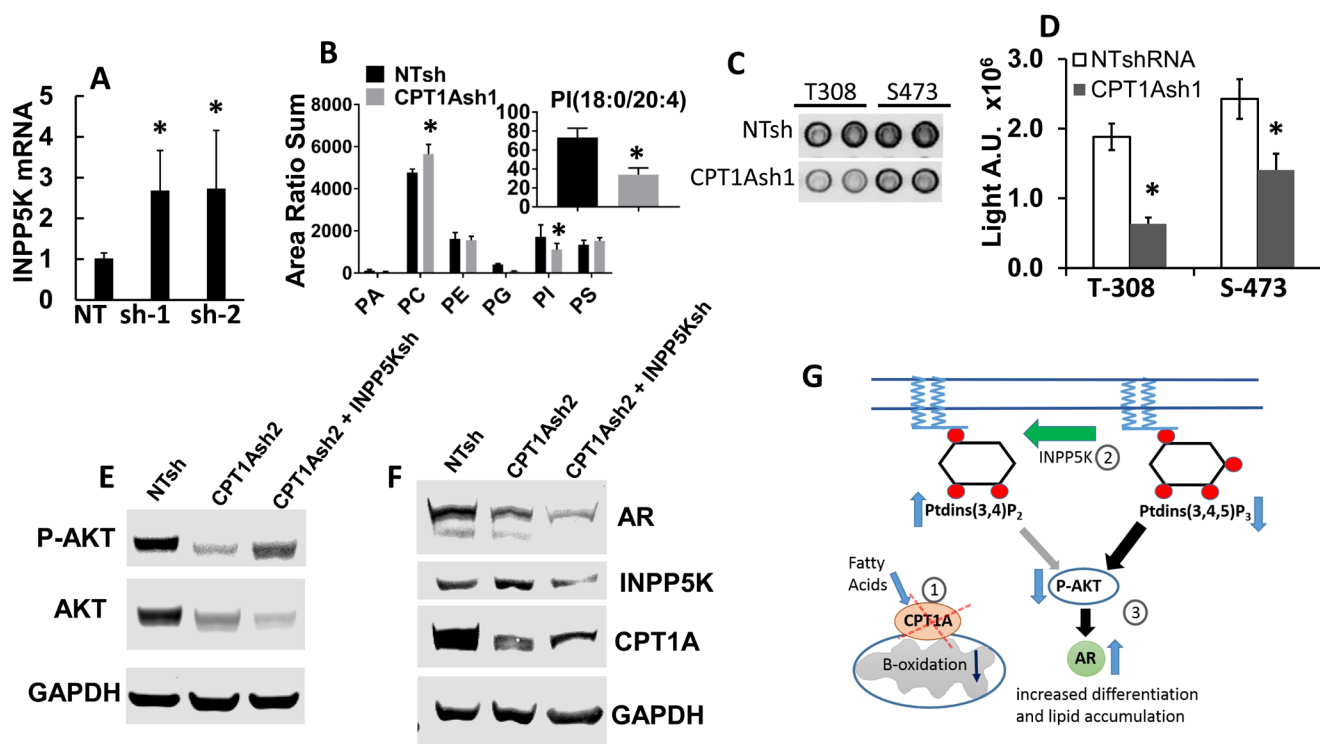 A
INPP5K mRNA
5
4
3
2
1
0
*
*
NT
sh-1
sh-2
B
NTsh
CPT1Ash1
Area Ratio Sum
8000
6000
4000
2000
0
*
*
PA
PC
PE
PG
PI
PS
PI(18:0/20:4)
100
80
60
40
20
0
*
C
T308
S473
NTsh
CPT1Ash1
D
NTshRNA
CPT1Ash1
Light A.U. x10⁶
3.0
2.0
1.0
0.0
*
*
T-308
S-473
E
NTsh
CPT1Ash2
CPT1Ash2 + INPP5Ksh
P-AKT
AKT
GAPDH
F
NTsh
CPT1Ash2
CPT1Ash2 + INPP5Ksh
AR
INPP5K
CPT1A
GAPDH
G
INPP5K
2
PtdIns(3,4)P₂
PtdIns(3,4,5)P₃
Fatty
Acids
1
CPT1A
B-oxidation
P-AKT
3
AR
increased differentiation
and lipid accumulation